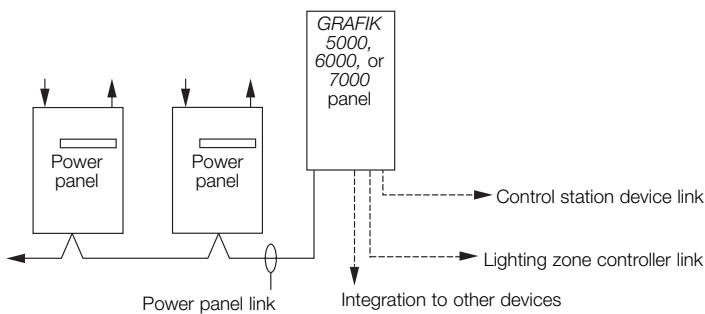 GRAFIK
5000,
6000, or
7000
panel
Power
panel
Power
panel
Control station device link
Lighting zone controller link
Power panel link
Integration to other devices